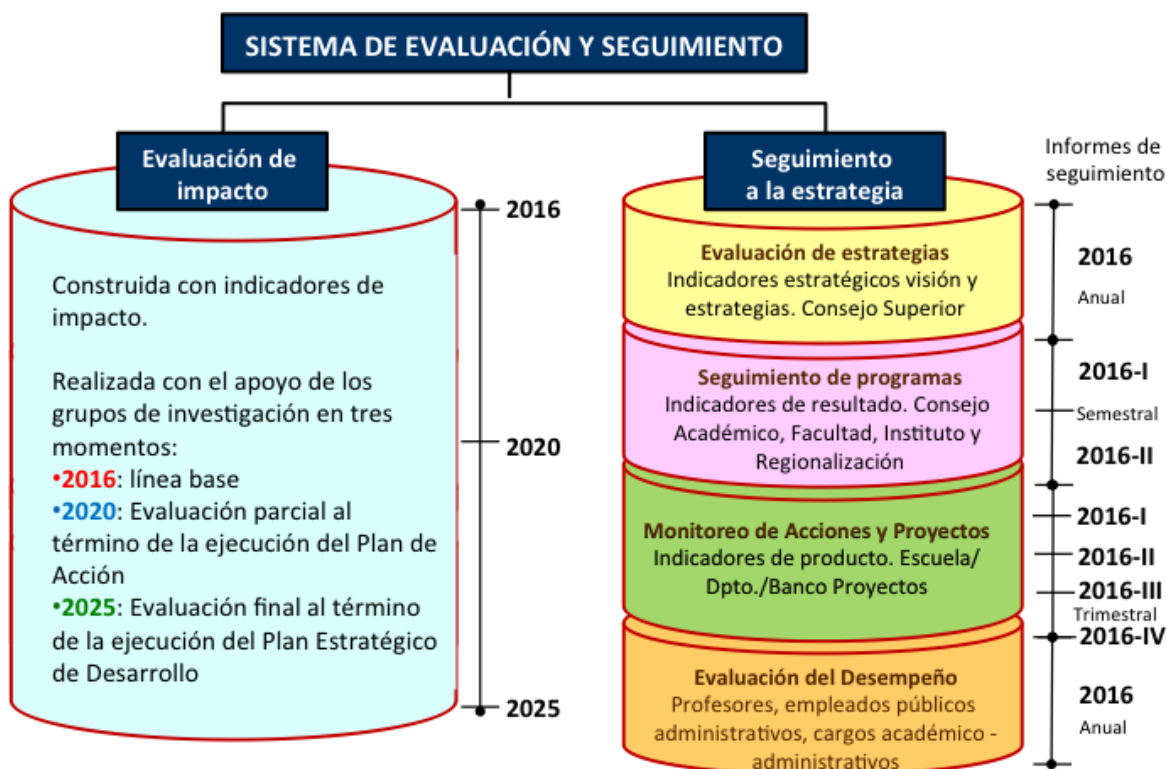 SISTEMA DE EVALUACIÓN Y SEGUIMIENTO
Evaluación de
impacto
2016
Construida con indicadores de
impacto.
Realizada con el apoyo de los
grupos de investigación en tres
momentos:
•2016: línea base
•2020: Evaluación parcial al
término de la ejecución del Plan de
Acción
•2025: Evaluación final al término
de la ejecución del Plan Estratégico
de Desarrollo
2020
2025
Seguimiento
a la estrategia
Informes de
seguimiento
Evaluación de estrategias
Indicadores estratégicos visión y
estrategias. Consejo Superior
2016
Anual
Seguimiento de programas
Indicadores de resultado. Consejo
Académico, Facultad, Instituto y
Regionalización
2016-I
Semestral
2016-II
Monitoreo de Acciones y Proyectos
Indicadores de producto. Escuela/
Dpto./Banco Proyectos
2016-I
2016-II
2016-III
Trimestral
2016-IV
Evaluación del Desempeño
Profesores, empleados públicos
administrativos, cargos académico -
administrativos
2016
Anual